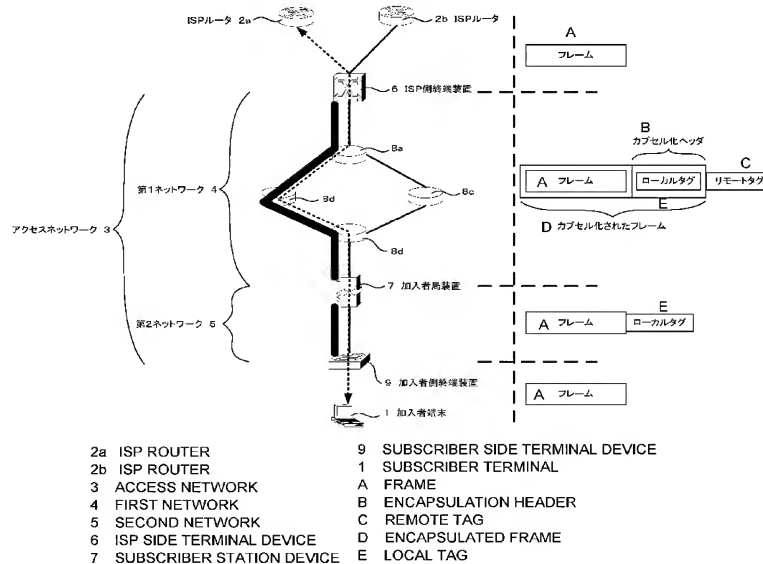 ISPルータ 2a
2b ISPルータ
A
フレーム
6 ISP側終端装置
B
カプセル化ヘッダ
C
8a
第1ネットワーク 4
8d
8c
A フレーム
ローカルタグ
リモートタグ
E
D カプセル化されたフレーム
アクセスネットワーク 3
8d
7 加入者局装置
第2ネットワーク 5
E
A フレーム
ローカルタグ
9 加入者側終端装置
A フレーム
1 加入者端末
2a ISP ROUTER
2b ISP ROUTER
3 ACCESS NETWORK
4 FIRST NETWORK
5 SECOND NETWORK
6 ISP SIDE TERMINAL DEVICE
7 SUBSCRIBER STATION DEVICE
9 SUBSCRIBER SIDE TERMINAL DEVICE
1 SUBSCRIBER TERMINAL
A FRAME
B ENCAPSULATION HEADER
C REMOTE TAG
D ENCAPSULATED FRAME
E LOCAL TAG